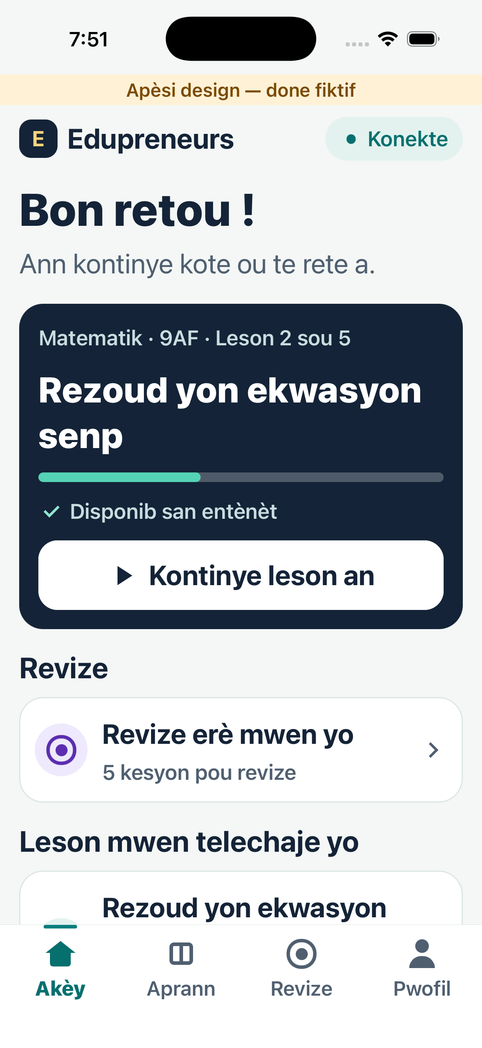 7:51
Apèsi design — done fiktif
E Edupreneurs
Konekte
Bon retou !
Ann kontinye kote ou te rete a.
Matematik · 9AF · Leson 2 sou 5
Rezoud yon ekwasyon
senp
Disponib san entènèt
Kontinye leson an
Revize
Revize erè mwen yo
5 kesyon pou revize
Leson mwen telechaje yo
Rezoud yon ekwasyon
Akèy
Aprann
Revize
Pwofil